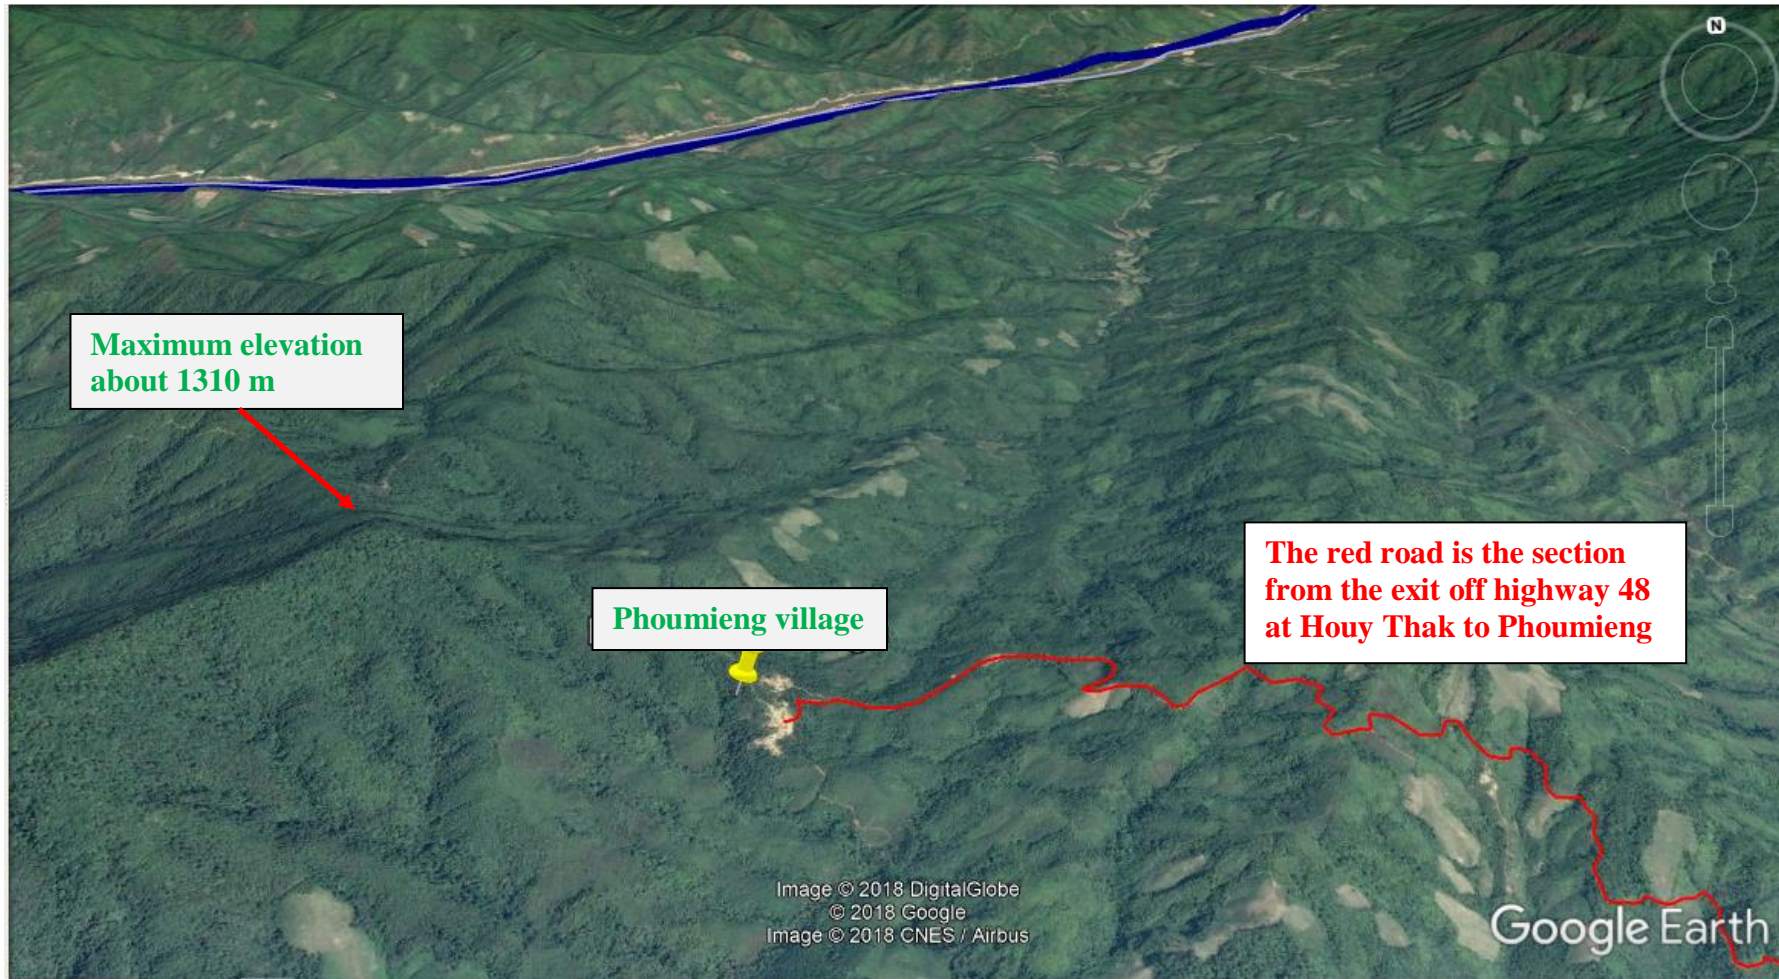 N
Maximum elevation
about 1310 m
The red road is the section
from the exit off highway 48
at Houy Thak to Phoumieng
Phoumieng village
Image © 2018 DigitalGlobe
© 2018 Google
Image © 2018 CNES / Airbus
Google Earth